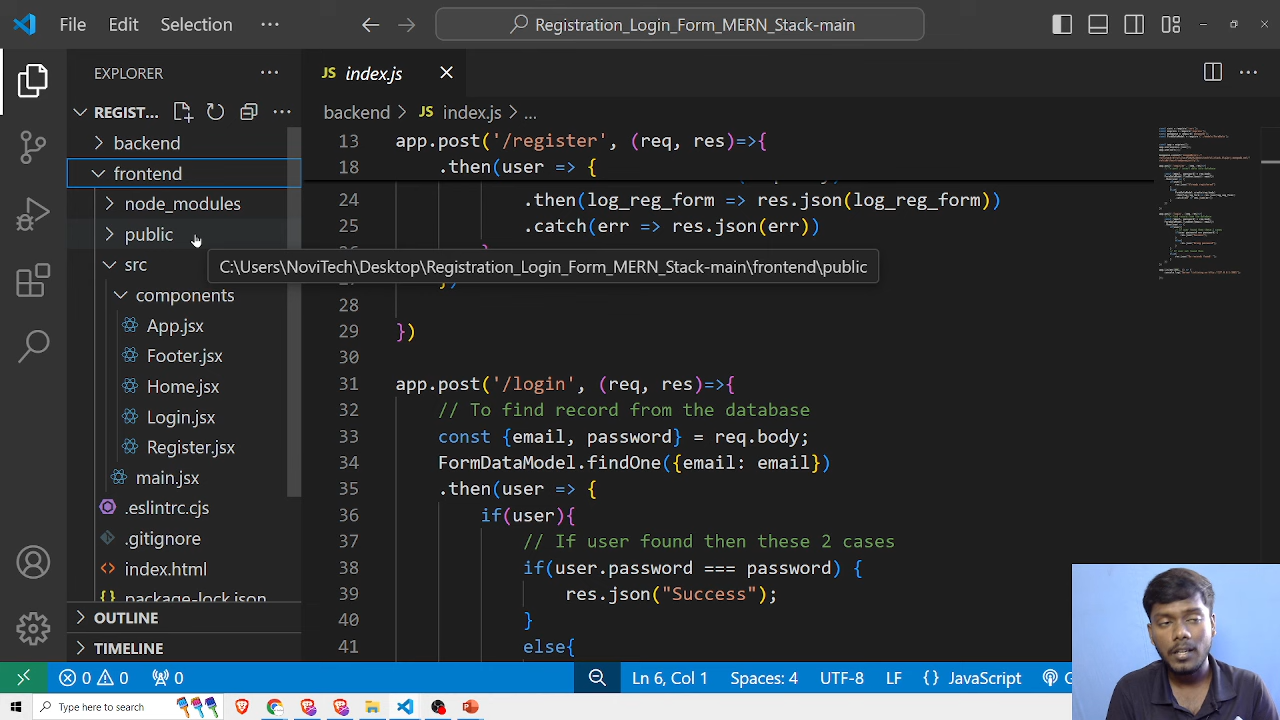 File Edit Selection ··· Registration_Login_Form_MERN_Stack-main
EXPLORER ···
REGIST...
backend
frontend
node_modules
public
src
components
App.jsx
Footer.jsx
Home.jsx
Login.jsx
Register.jsx
main.jsx
.eslintrc.cjs
.gitignore
index.html
package-lock.json
OUTLINE
TIMELINE
JS index.js
backend > JS index.js > ...
13 app.post('/register', (req, res)=>{
18 .then(user => {
24 .then(log_reg_form => res.json(log_reg_form))
25 .catch(err => res.json(err))
C:\Users\NoviTech\Desktop\Registration_Login_Form_MERN_Stack-main\frontend\public
28
29 })
30
31 app.post('/login', (req, res)=>{
32 // To find record from the database
33 const {email, password} = req.body;
34 FormDataModel.findOne({email: email})
35 .then(user => {
36 if(user){
37 // If user found then these 2 cases
38 if(user.password === password) {
39 res.json("Success");
40 }
41 else{
0 0 0 Ln 6, Col 1 Spaces: 4 UTF-8 LF {} JavaScript
Type here to search